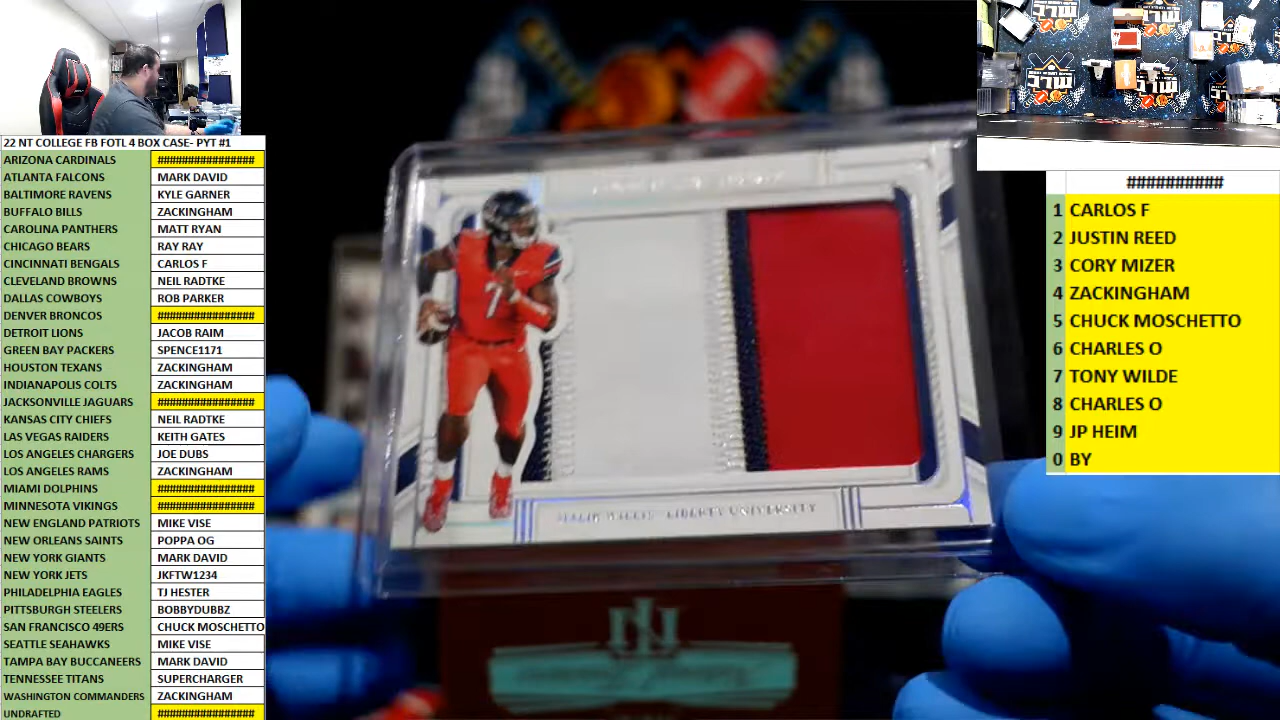 22 NT COLLEGE FB FOTL 4 BOX CASE- PYT #1
ARIZONA CARDINALS ################
ATLANTA FALCONS MARK DAVID
BALTIMORE RAVENS KYLE GARNER
BUFFALO BILLS ZACKINGHAM
CAROLINA PANTHERS MATT RYAN
CHICAGO BEARS RAY RAY
CINCINNATI BENGALS CARLOS F
CLEVELAND BROWNS NEIL RADTKE
DALLAS COWBOYS ROB PARKER
DENVER BRONCOS ################
DETROIT LIONS JACOB RAIM
GREEN BAY PACKERS SPENCE1171
HOUSTON TEXANS ZACKINGHAM
INDIANAPOLIS COLTS ZACKINGHAM
JACKSONVILLE JAGUARS ################
KANSAS CITY CHIEFS NEIL RADTKE
LAS VEGAS RAIDERS KEITH GATES
LOS ANGELES CHARGERS JOE DUBS
LOS ANGELES RAMS ZACKINGHAM
MIAMI DOLPHINS ################
MINNESOTA VIKINGS ################
NEW ENGLAND PATRIOTS MIKE VISE
NEW ORLEANS SAINTS POPPA OG
NEW YORK GIANTS MARK DAVID
NEW YORK JETS JKFTW1234
PHILADELPHIA EAGLES TJ HESTER
PITTSBURGH STEELERS BOBBYDUBBZ
SAN FRANCISCO 49ERS CHUCK MOSCHETTO
SEATTLE SEAHAWKS MIKE VISE
TAMPA BAY BUCCANEERS MARK DAVID
TENNESSEE TITANS SUPERCHARGER
WASHINGTON COMMANDERS ZACKINGHAM
UNDRAFTED ################
7
MALIK WILLIS - LIBERTY UNIVERSITY
##########
1 CARLOS F
2 JUSTIN REED
3 CORY MIZER
4 ZACKINGHAM
5 CHUCK MOSCHETTO
6 CHARLES O
7 TONY WILDE
8 CHARLES O
9 JP HEIM
0 BY